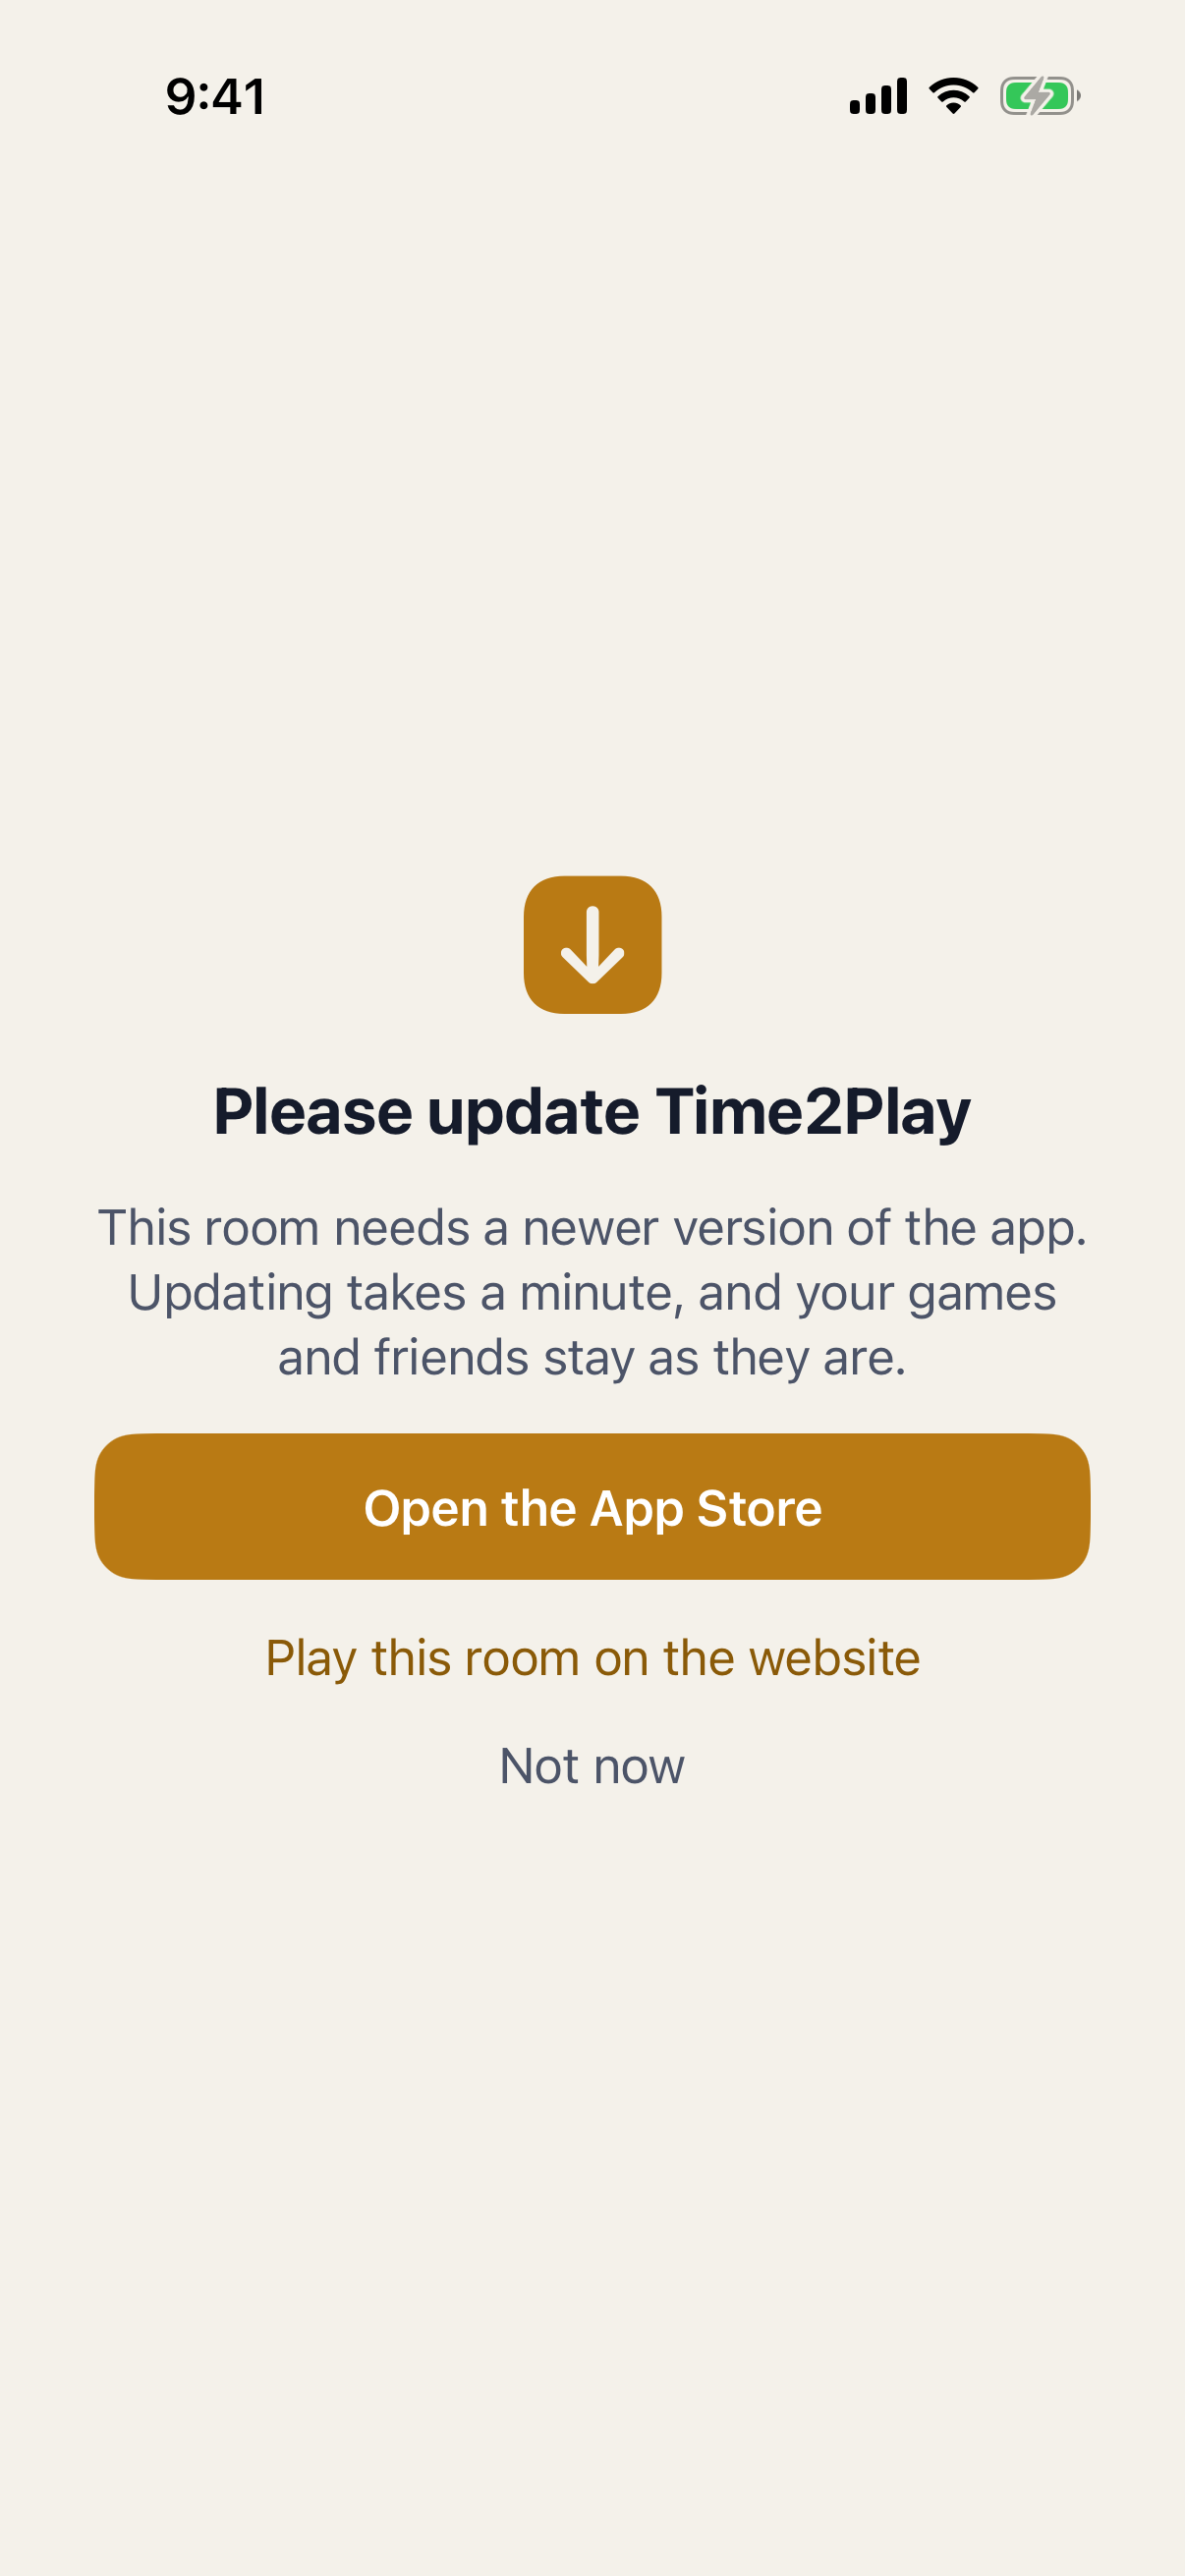 9:41
Please update Time2Play
This room needs a newer version of the app.
Updating takes a minute, and your games
and friends stay as they are.
Open the App Store
Play this room on the website
Not now